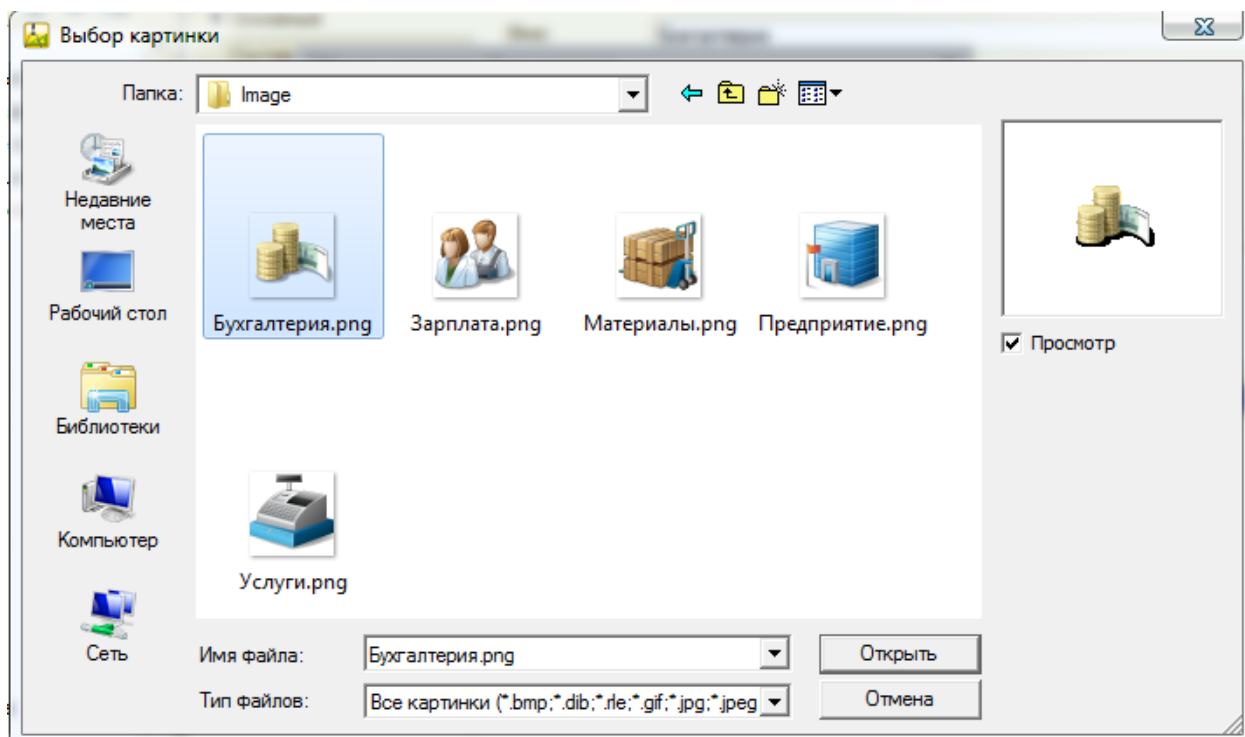 Выбор картинки
Папка:
Image
Недавние
места
Рабочий стол
Библиотеки
Компьютер
Сеть
Бухгалтерия.png
Зарплата.png
Материалы.png
Предприятие.png
Услуги.png
Просмотр
Имя файла:
Бухгалтерия.png
Открыть
Тип файлов:
Все картинки (*.bmp;*.dib;*.rle;*.gif;*.jpg;*.jpeg
Отмена